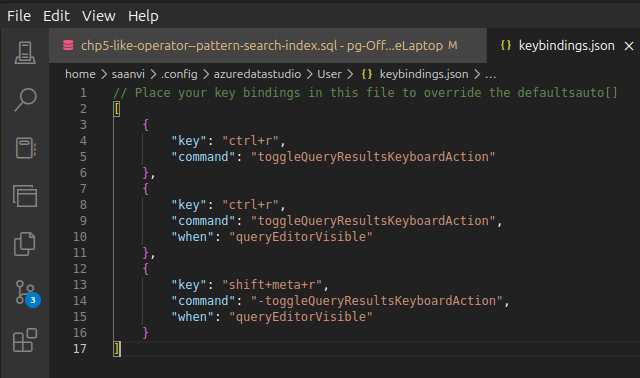 File Edit View Help
chp5-like-operator--pattern-search-index.sql - pg-Off...eLaptop M
{} keybindings.json
home > saanvi > .config > azuredatastudio > User > {} keybindings.json > ...
1 // Place your key bindings in this file to override the defaultsauto[]
2 [
3 {
4 "key": "ctrl+r",
5 "command": "toggleQueryResultsKeyboardAction"
6 },
7 {
8 "key": "ctrl+r",
9 "command": "toggleQueryResultsKeyboardAction",
10 "when": "queryEditorVisible"
11 },
12 {
13 "key": "shift+meta+r",
14 "command": "-toggleQueryResultsKeyboardAction",
15 "when": "queryEditorVisible"
16 }
17 ]
3